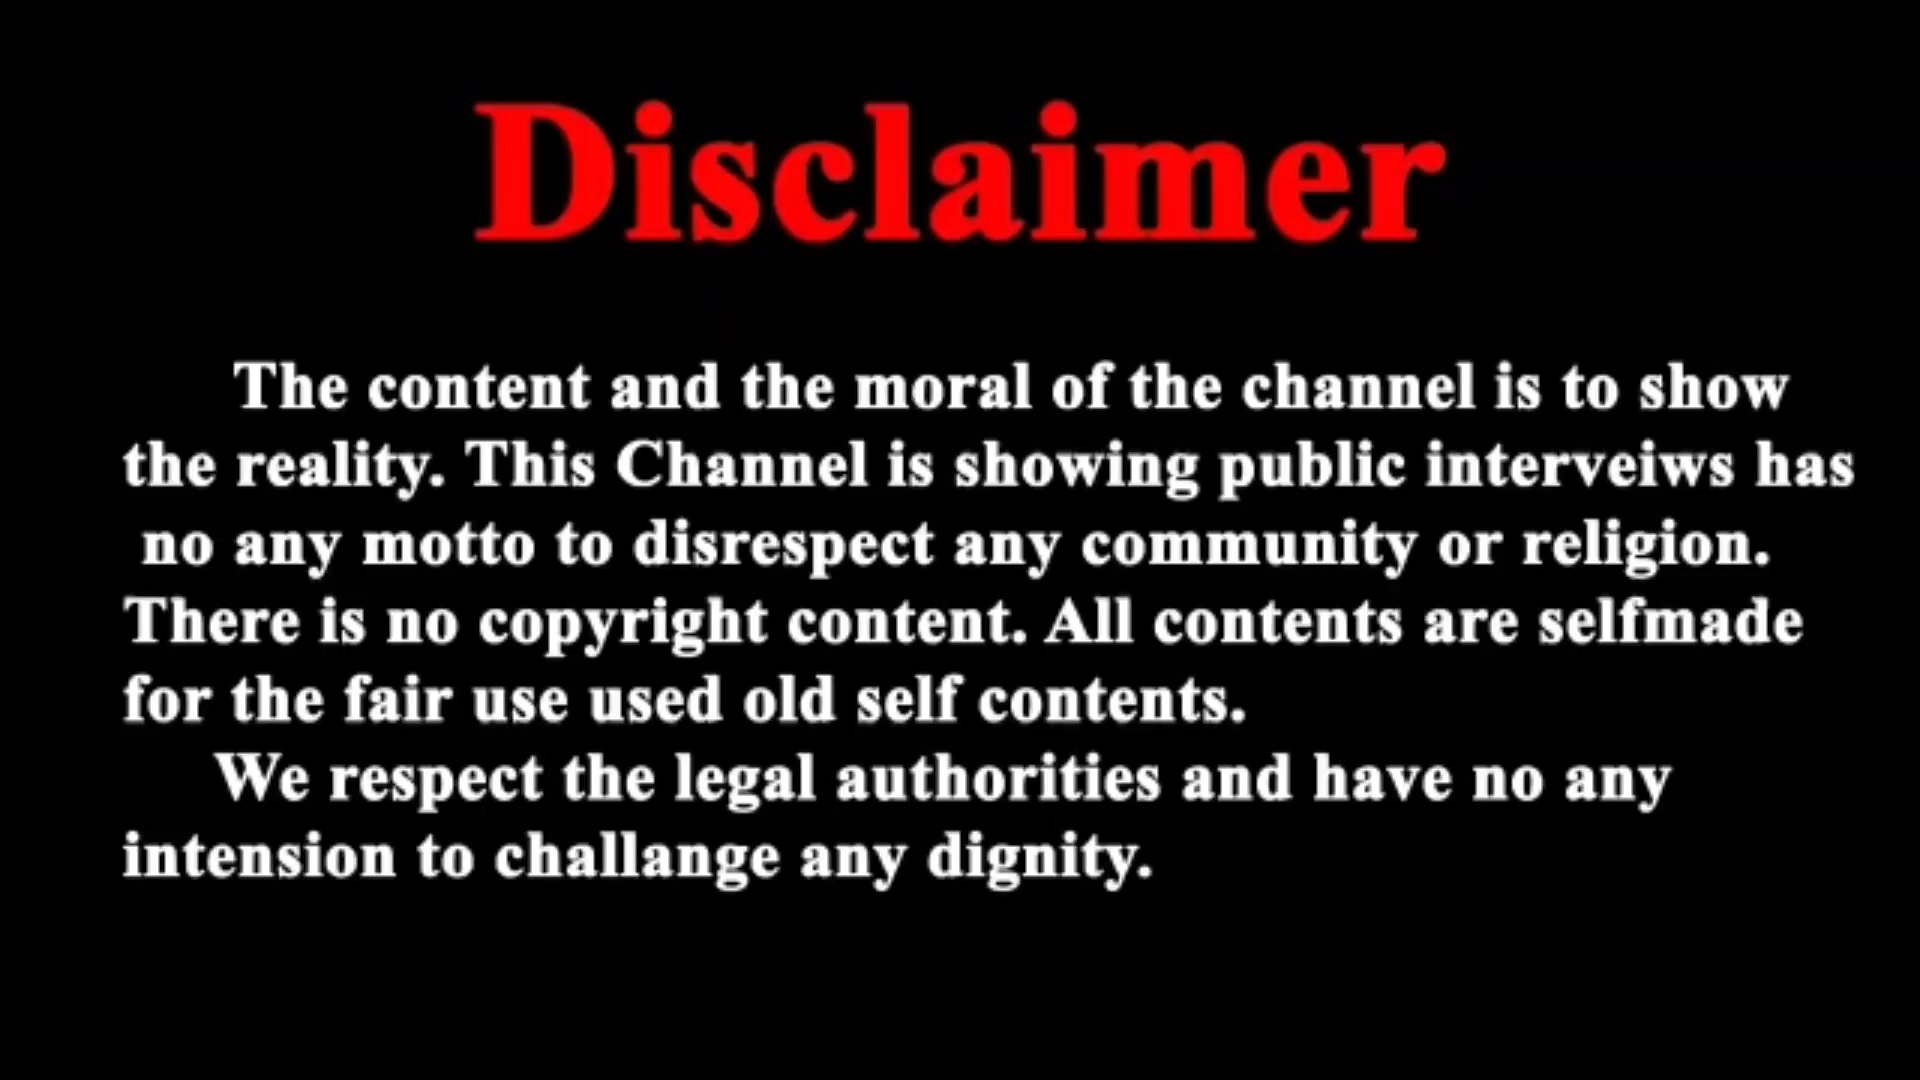 Disclaimer
The content and the moral of the channel is to show
the reality. This Channel is showing public interveiws has
no any motto to disrespect any community or religion.
There is no copyright content. All contents are selfmade
for the fair use used old self contents.
We respect the legal authorities and have no any
intension to challange any dignity.